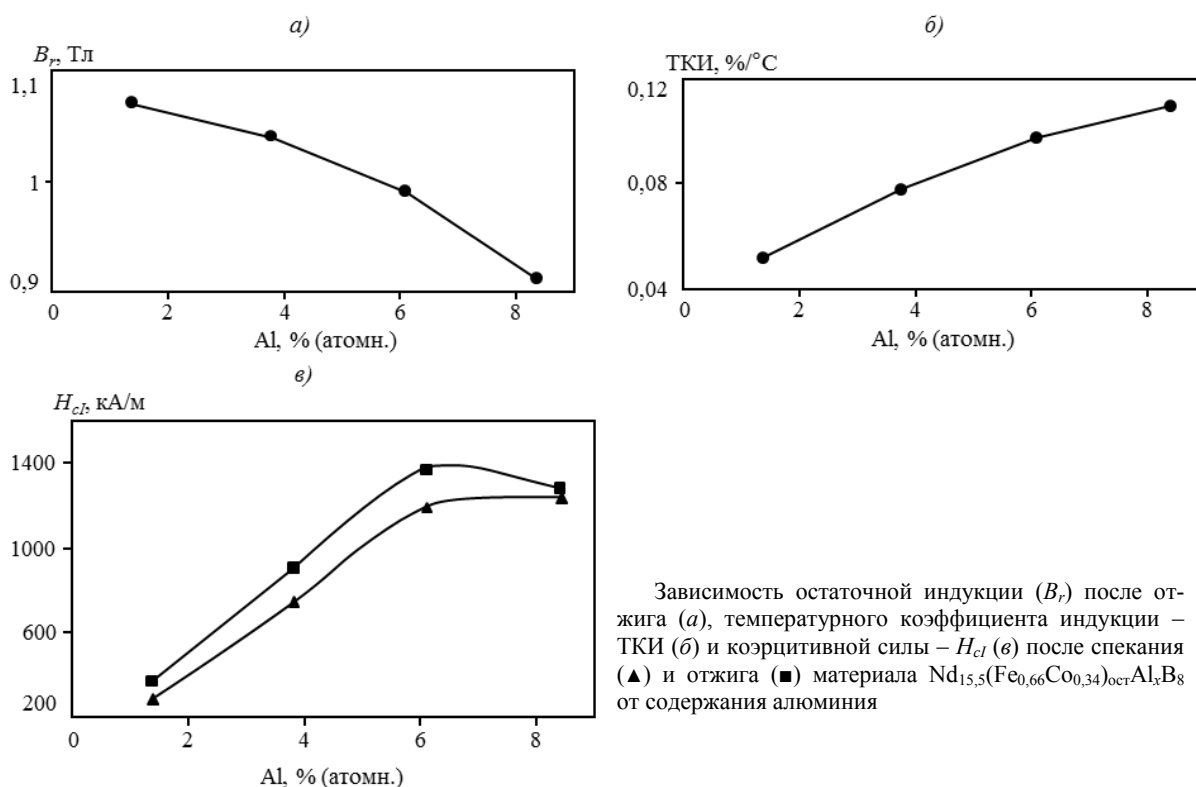 а)
B_r, Тл
1,1
1
0,9
0 2 4 6 8
Al, % (атомн.)
б)
ТКИ, %/°С
0,12
0,08
0,04
0 2 4 6 8
Al, % (атомн.)
в)
H_cI, кА/м
1400
1000
600
200
0 2 4 6 8
Al, % (атомн.)
Зависимость остаточной индукции (B_r) после от-
жига (а), температурного коэффициента индукции –
ТКИ (б) и коэрцитивной силы – H_cI (в) после спекания
(▲) и отжига (■) материала Nd15,5(Fe0,66Co0,34)остAlxB8
от содержания алюминия